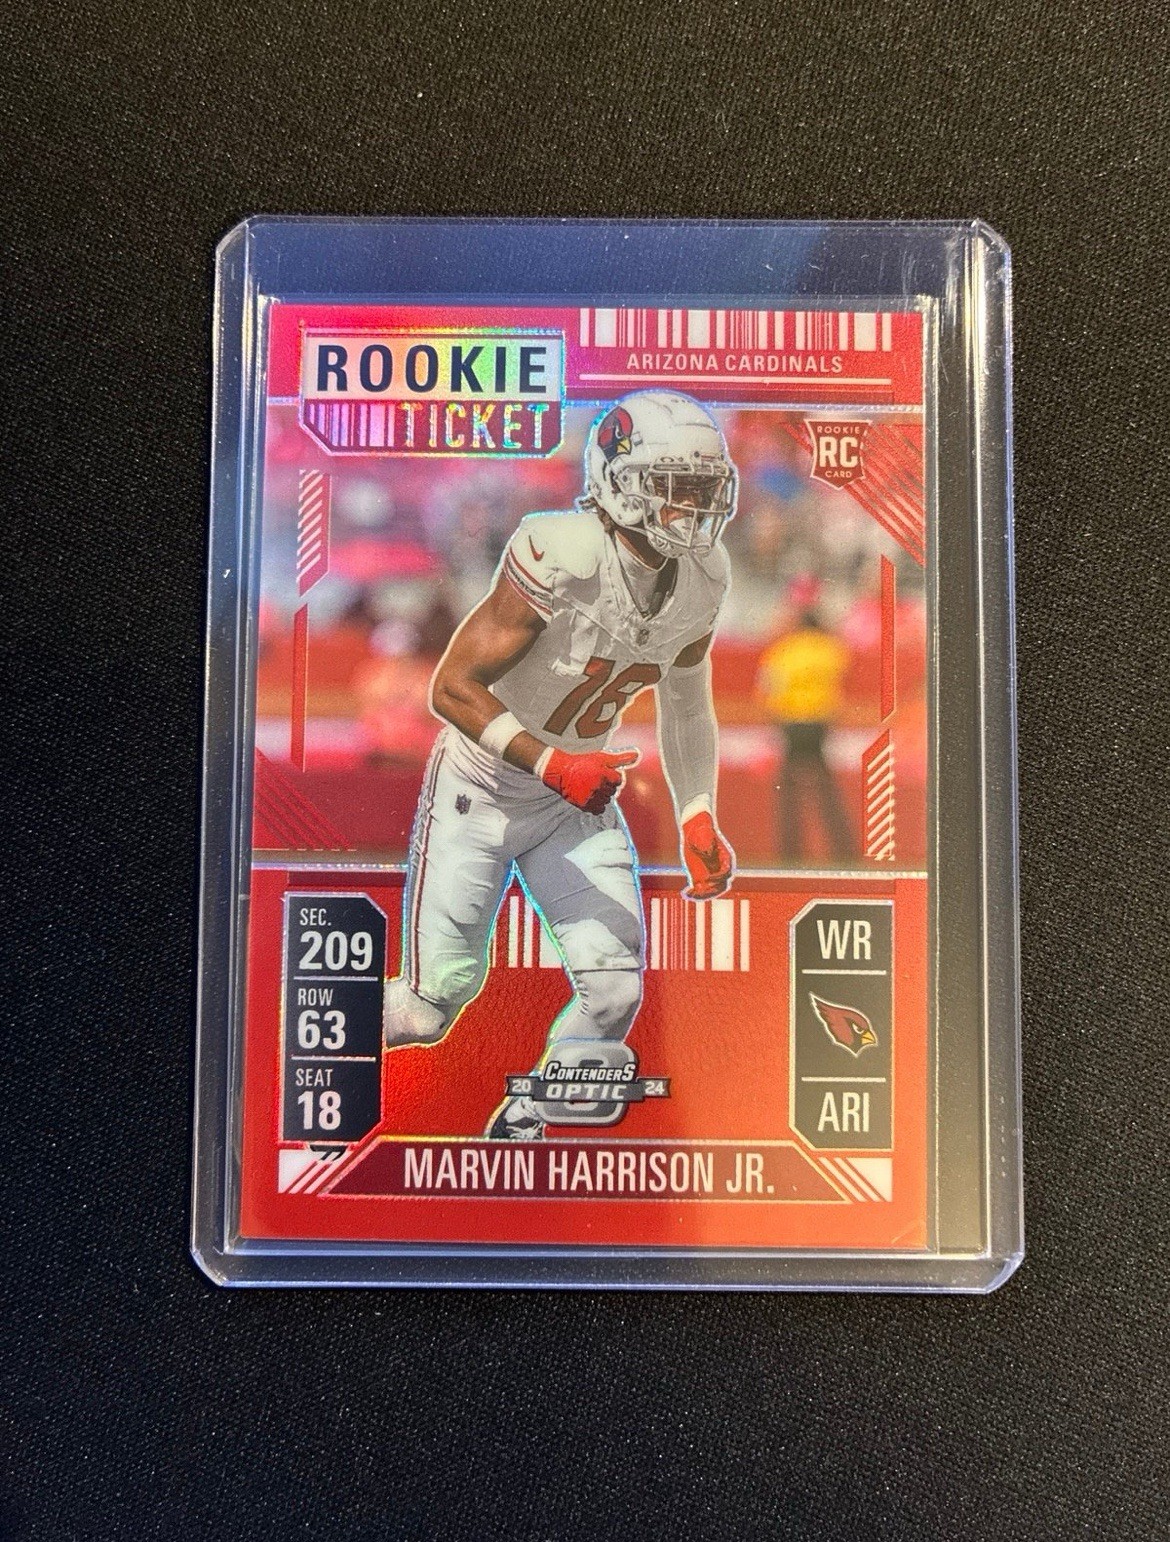 ROOKIE
TICKET
ARIZONA CARDINALS
ROOKIE
RC
CARD
18
SEC.
209
ROW
63
SEAT
18
WR
ARI
20 CONTENDERS 24
OPTIC
MARVIN HARRISON JR.